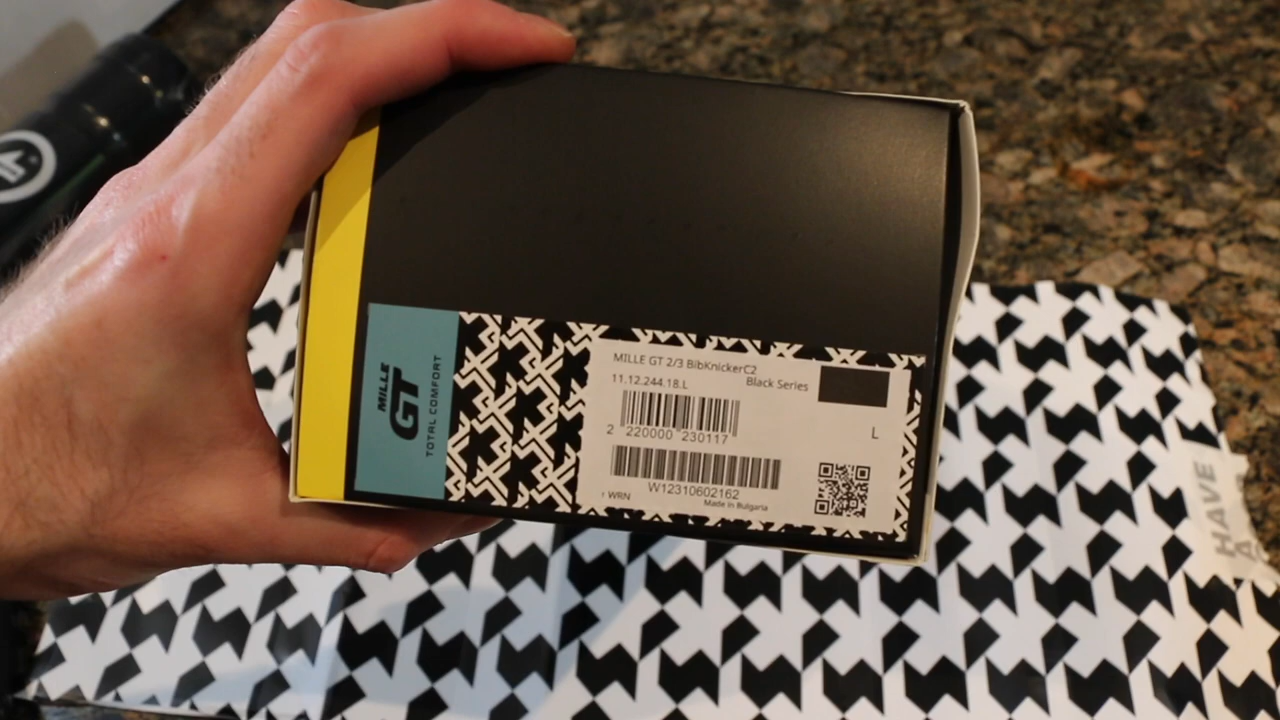 MILLE
GT
TOTAL COMFORT
MILLE GT 2/3 BibKnickerC2
11.12.244.18.L
Black Series
2 220000 230117
L
W12310602162
WRN
Made in Bulgaria
HAVE